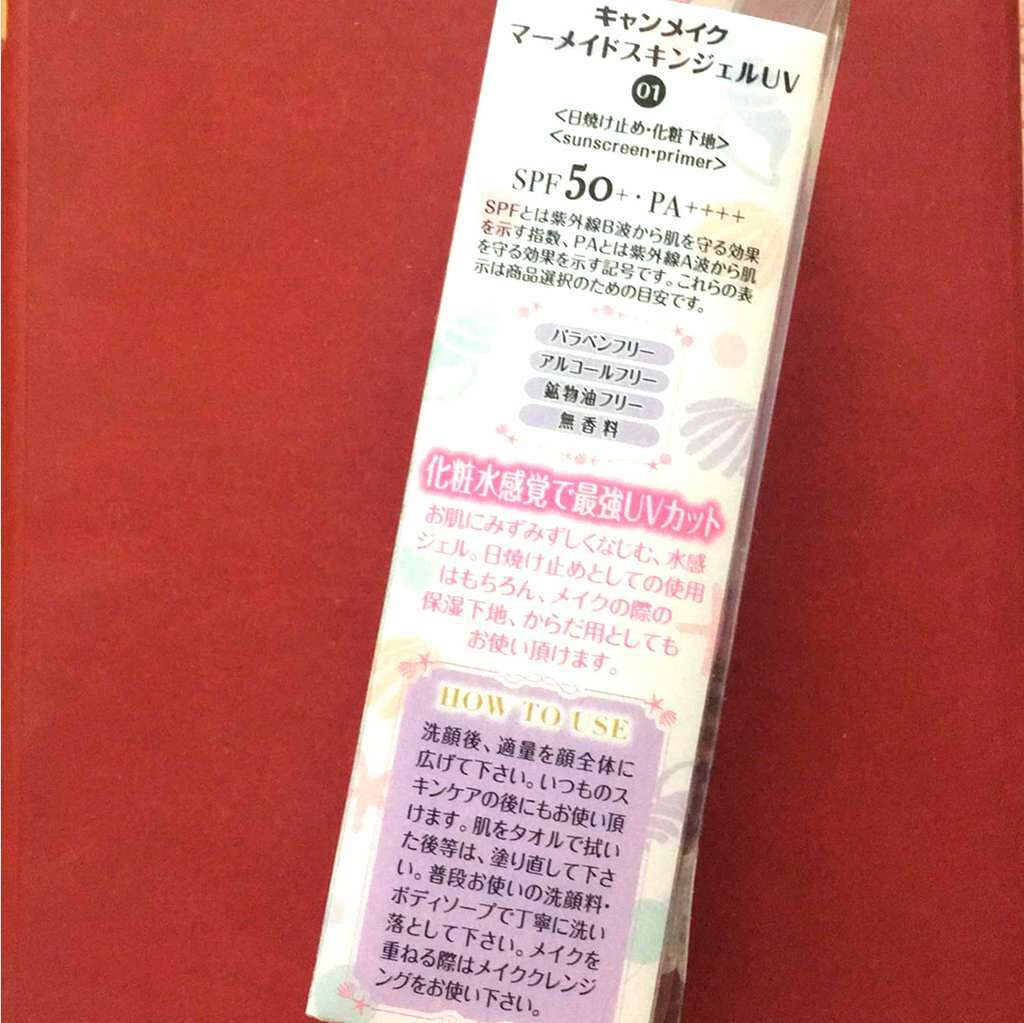 キャンメイク
マーメイドスキンジェルUV
01
<日焼け止め・化粧下地>
<sunscreen・primer>
SPF50+・PA++++
SPFとは紫外線B波から肌を守る効果
を示す指数、PAとは紫外線A波から肌
を守る効果を示す記号です。これらの表
示は商品選択のための目安です。
パラベンフリー
アルコールフリー
鉱物油フリー
無香料
化粧水感覚で最強UVカット
お肌にみずみずしくなじむ、水感
ジェル。日焼け止めとしての使用
はもちろん、メイクの際の
保湿下地、からだ用としても
お使い頂けます。
HOW TO USE
洗顔後、適量を顔全体に
広げて下さい。いつものス
キンケアの後にもお使い頂
けます。肌をタオルで拭い
た後等は、塗り直して下さ
い。普段お使いの洗顔料・
ボディソープで丁寧に洗い
落として下さい。メイクを
重ねる際はメイククレンジ
ングをお使い下さい。